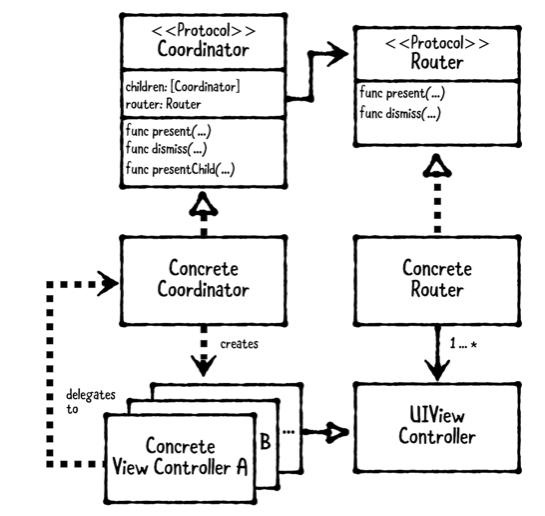 <<Protocol>>
Coordinator
children: [Coordinator]
router: Router
func present(...)
func dismiss(...)
func presentChild(...)
<<Protocol>>
Router
func present(...)
func dismiss(...)
Concrete
Coordinator
Concrete
Router
creates
1...*
delegates
to
Concrete
View Controller A
B
...
UIView
Controller